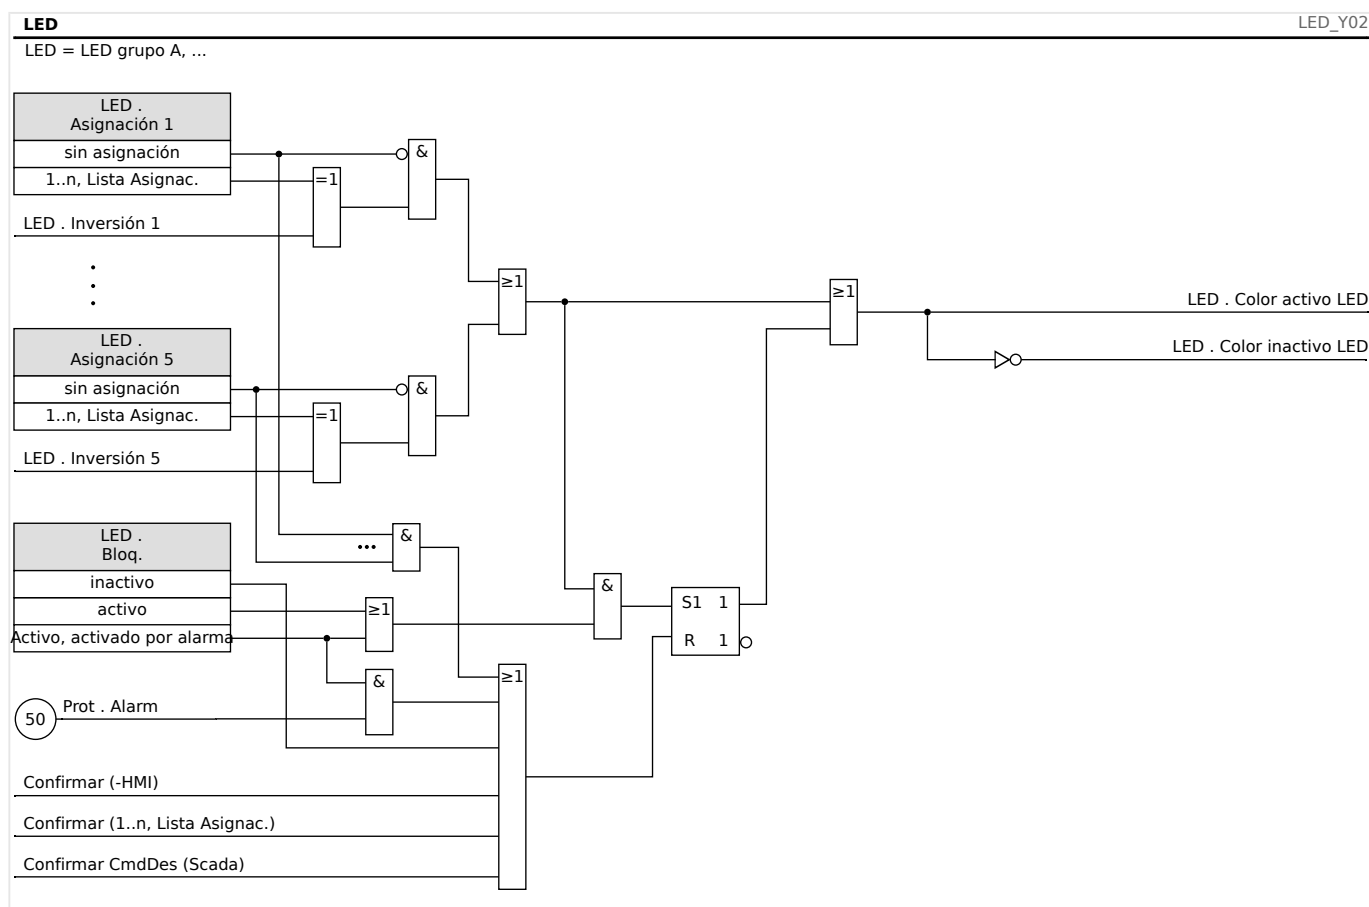 LED
LED_Y02
LED = LED grupo A, ...
LED .
Asignación 1
sin asignación
&
1..n, Lista Asignac.
=1
LED . Inversión 1
≥1
≥1
LED . Color activo LED
LED .
Asignación 5
LED . Color inactivo LED
sin asignación
&
1..n, Lista Asignac.
=1
LED . Inversión 5
LED .
Bloq.
&
...
inactivo
&
activo
≥1
S1 1
Activo, activado por alarma
R 1
≥1
&
50
Prot . Alarm
Confirmar (-HMI)
Confirmar (1..n, Lista Asignac.)
Confirmar CmdDes (Scada)